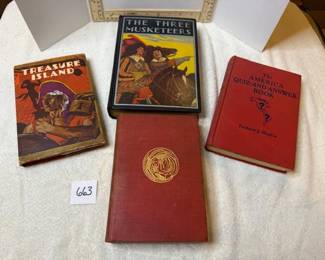 THE THREE
MUSKETEERS
TREASURE
ISLAND
The
AMERICA
QUIZ-AND-ANSWER
BOOK
663